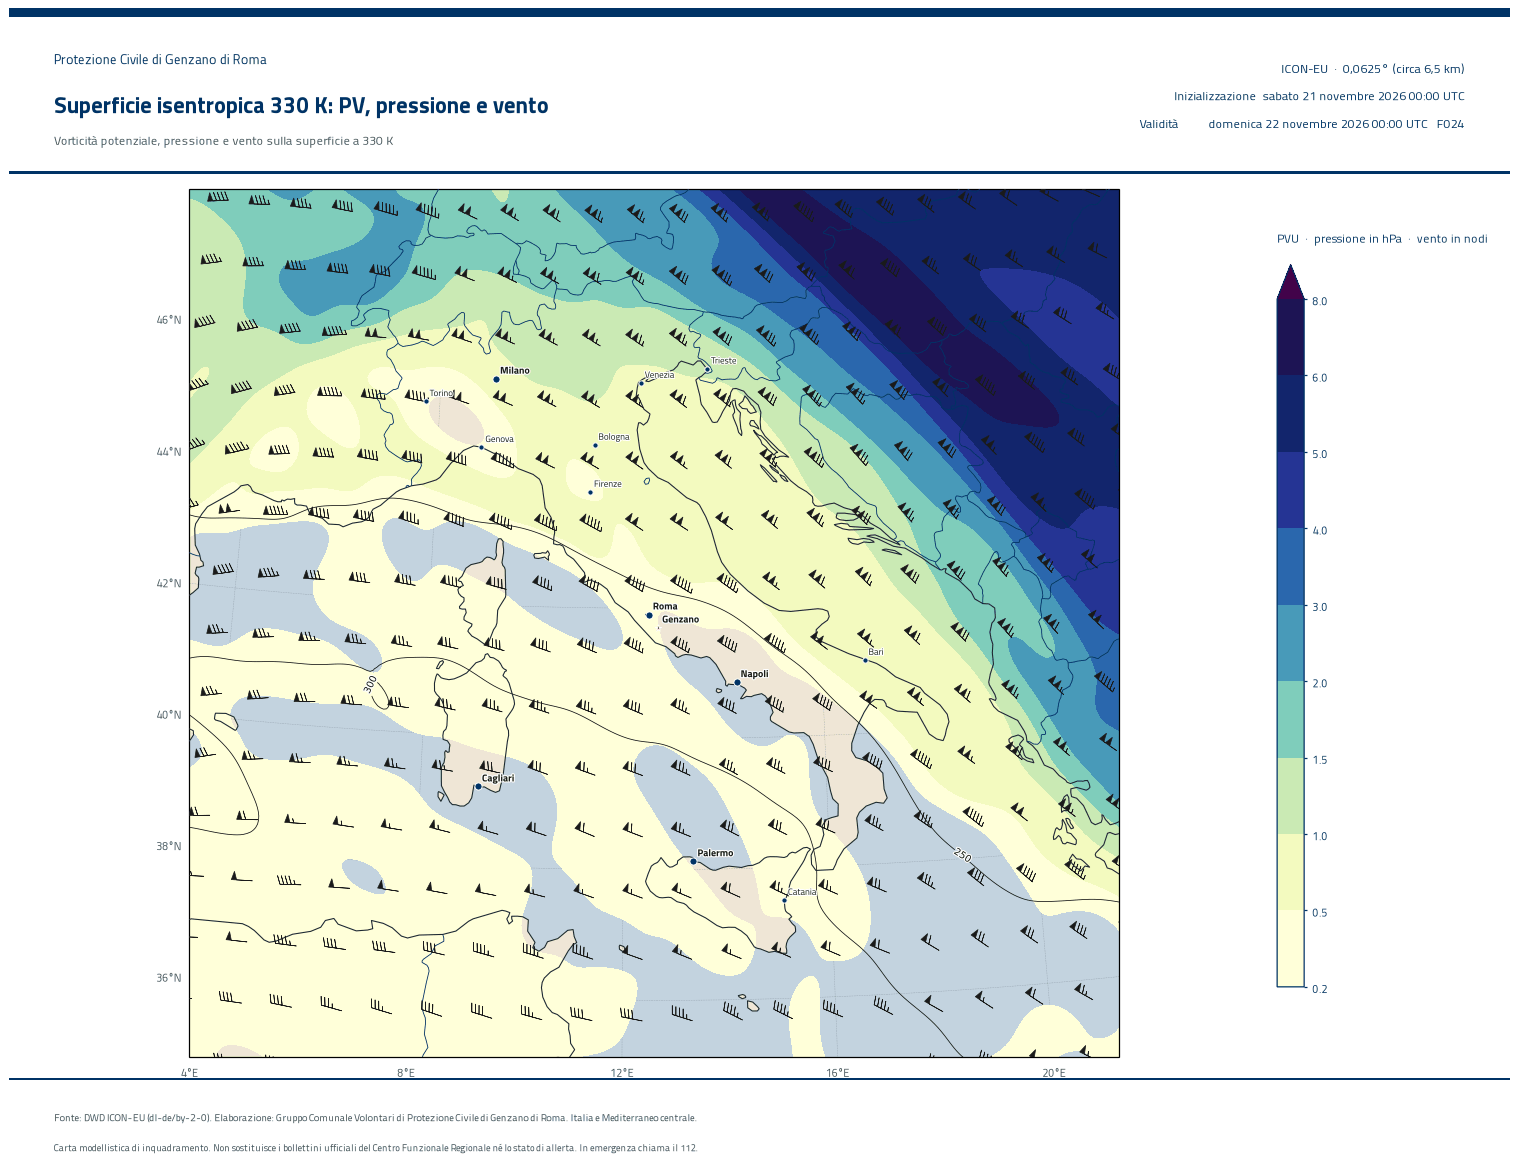 Protezione Civile di Genzano di Roma
Superficie isentropica 330 K: PV, pressione e vento
Vorticità potenziale, pressione e vento sulla superficie a 330 K
ICON-EU · 0,0625° (circa 6,5 km)
Inizializzazione sabato 21 novembre 2026 00:00 UTC
Validità domenica 22 novembre 2026 00:00 UTC F024
PVU · pressione in hPa · vento in nodi
8.0
6.0
5.0
4.0
3.0
2.0
1.5
1.0
0.5
0.2
46°N
44°N
42°N
40°N
38°N
36°N
4°E
8°E
12°E
16°E
20°E
Trieste
Milano
Venezia
Torino
Genova
Bologna
Firenze
Roma
Genzano
Bari
Napoli
300
Cagliari
Palermo
250
Catania
Fonte: DWD ICON-EU (dl-de/by-2-0). Elaborazione: Gruppo Comunale Volontari di Protezione Civile di Genzano di Roma. Italia e Mediterraneo centrale.
Carta modellistica di inquadramento. Non sostituisce i bollettini ufficiali del Centro Funzionale Regionale né lo stato di allerta. In emergenza chiama il 112.